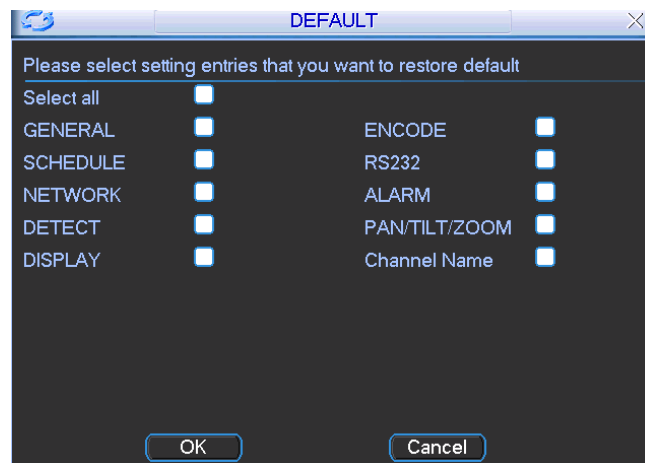 DEFAULT
Please select setting entries that you want to restore default
Select all
GENERAL ENCODE
SCHEDULE RS232
NETWORK ALARM
DETECT PAN/TILT/ZOOM
DISPLAY Channel Name
OK Cancel